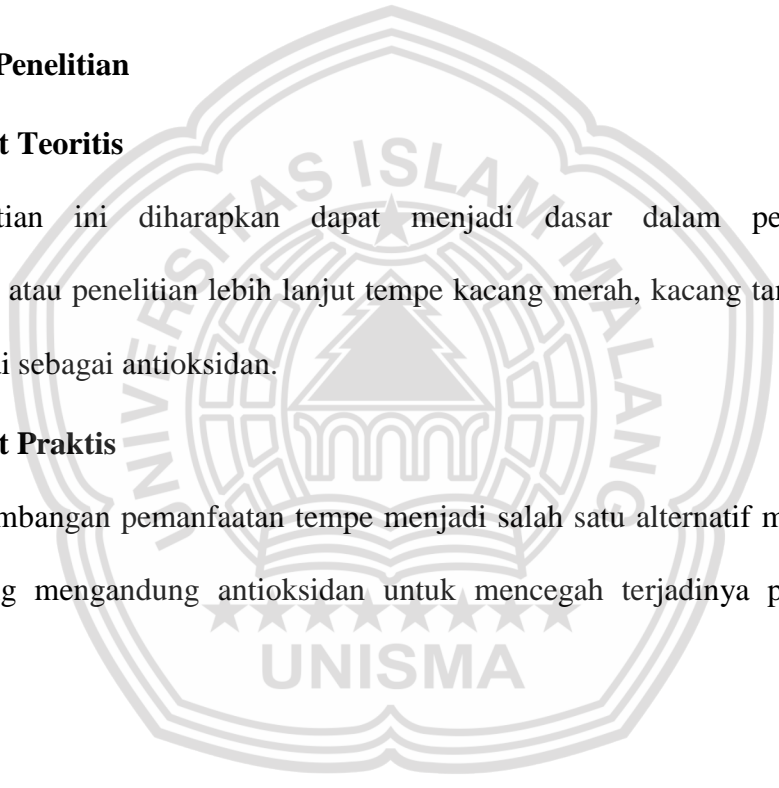 Penelitian
t Teoritis
tian ini diharapkan dapat menjadi dasar dalam pe
atau penelitian lebih lanjut tempe kacang merah, kacang tan
i sebagai antioksidan.
t Praktis
mbangan pemanfaatan tempe menjadi salah satu alternatif m
g mengandung antioksidan untuk mencegah terjadinya p
UNIVERSITAS ISLAM MALANG
UNISMA